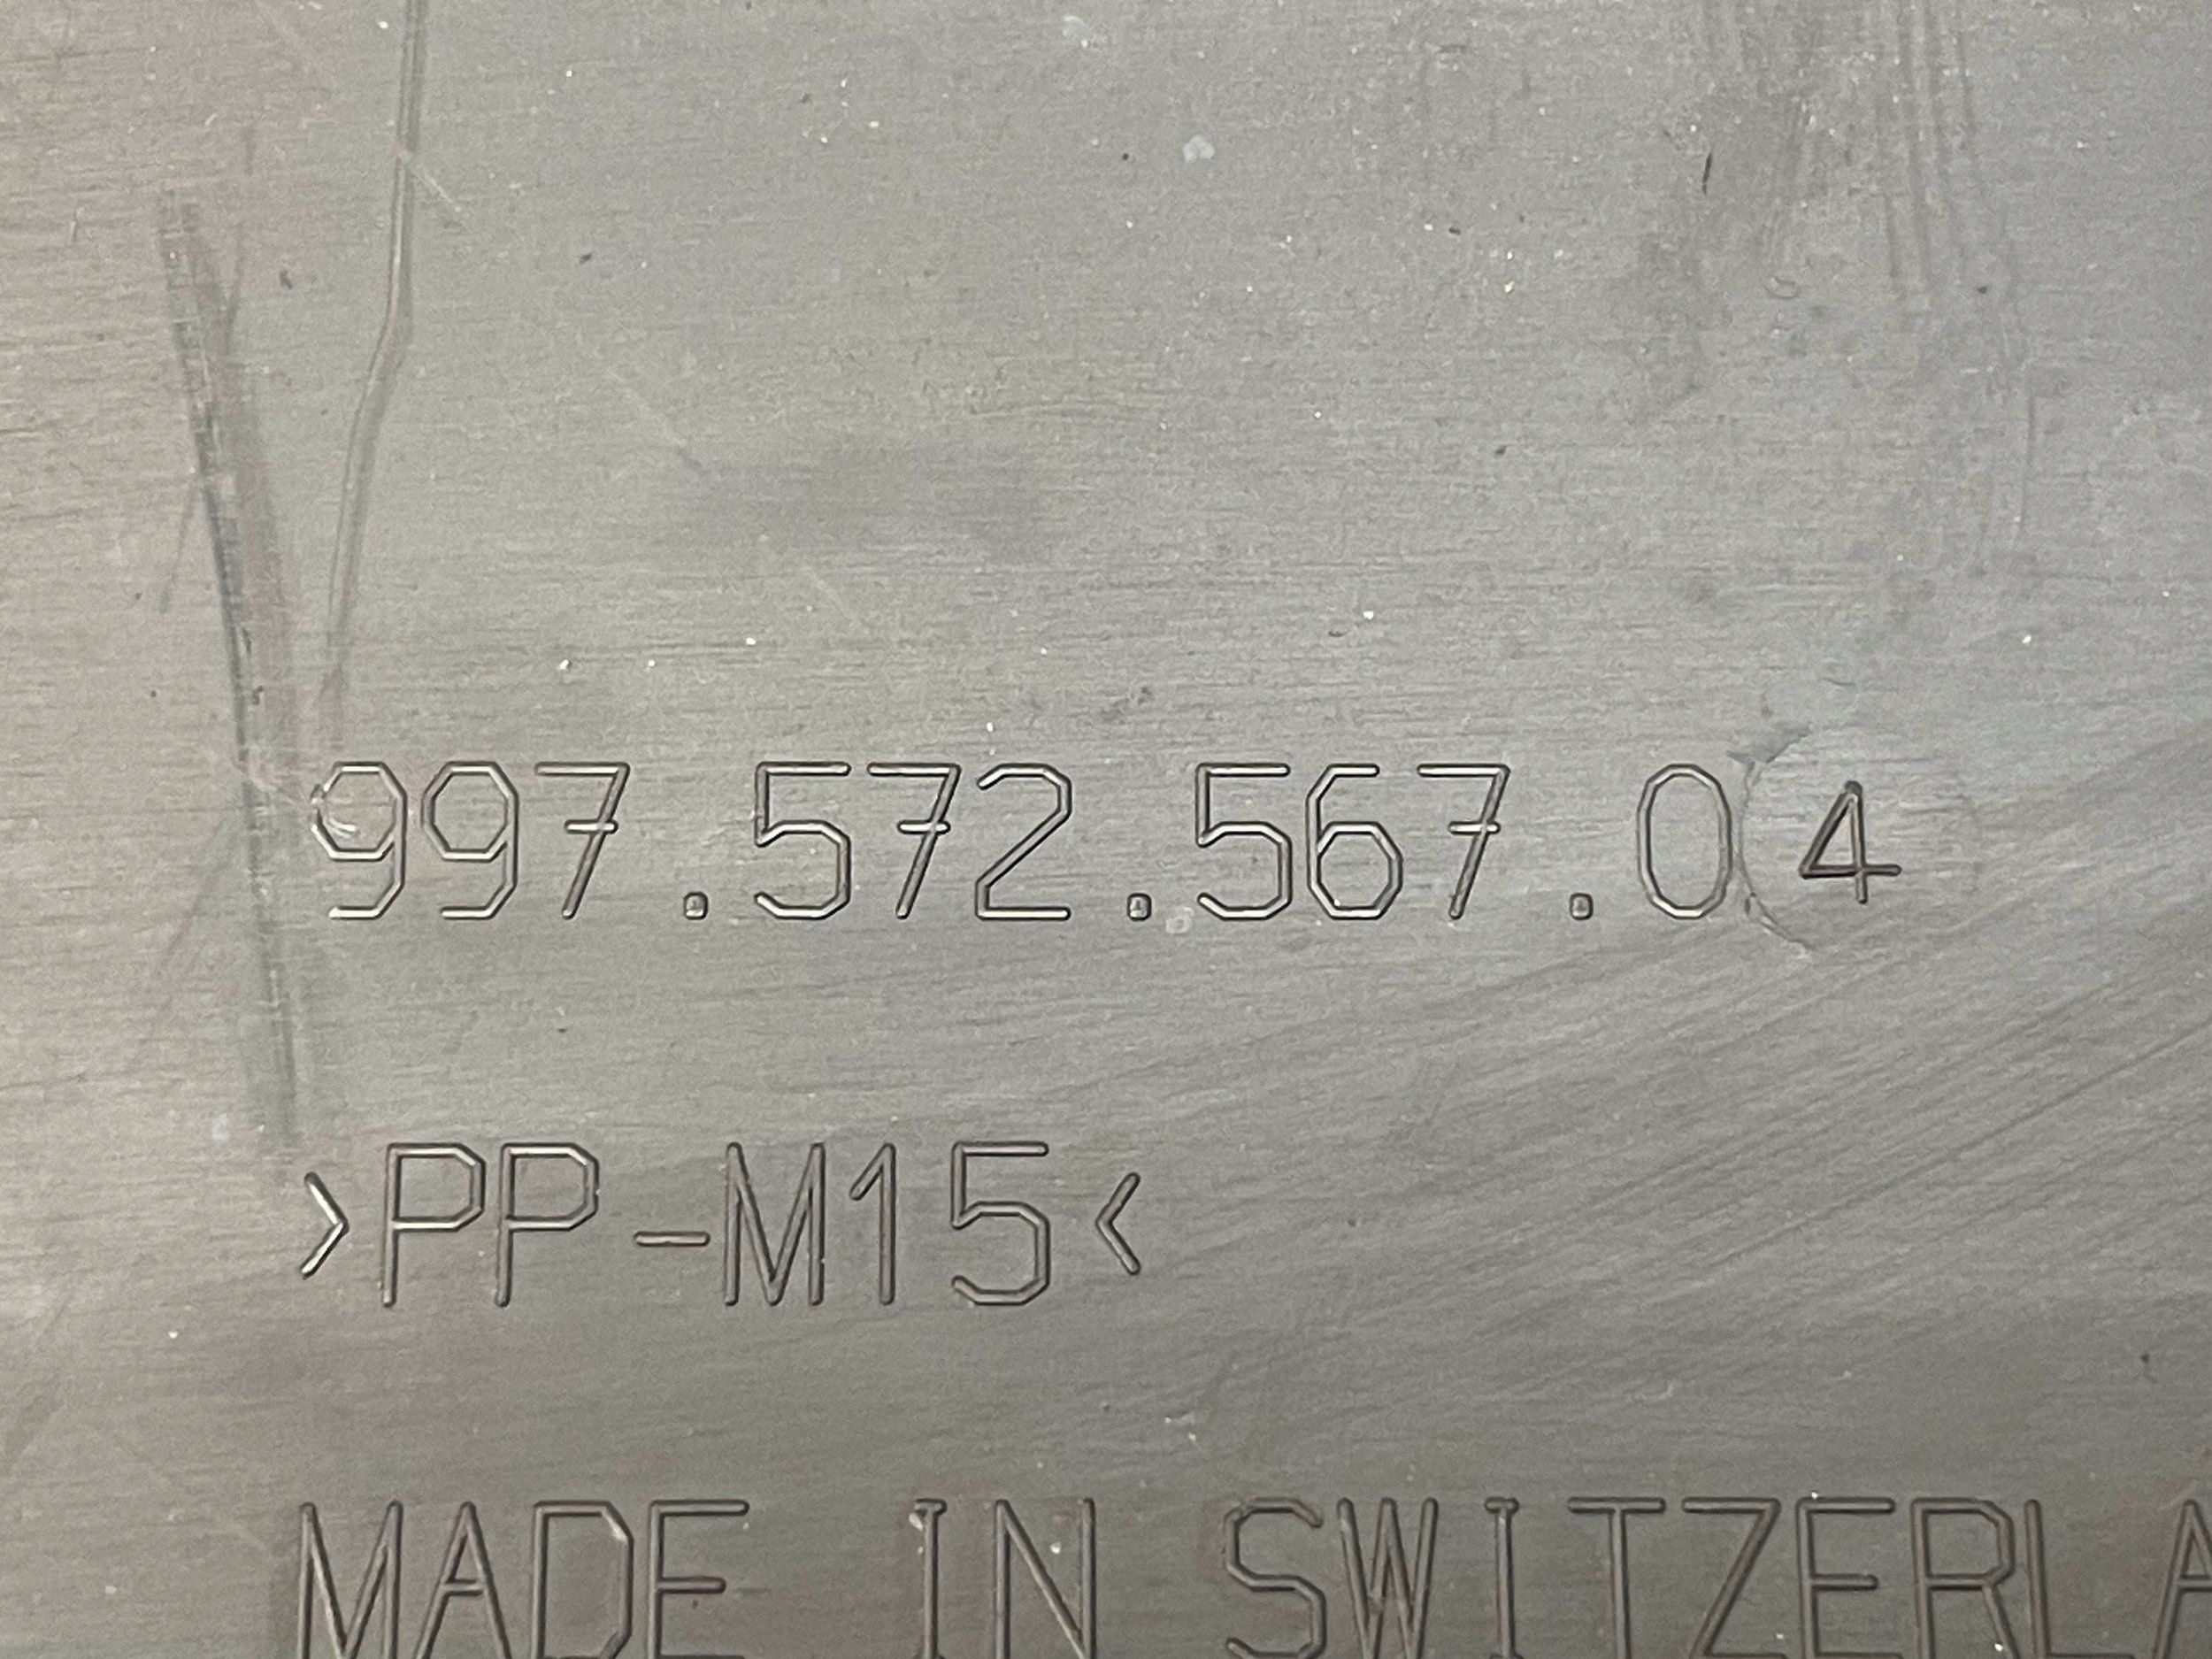 997.572.567.04
>PP-M15<
MADE IN SWITZERLA